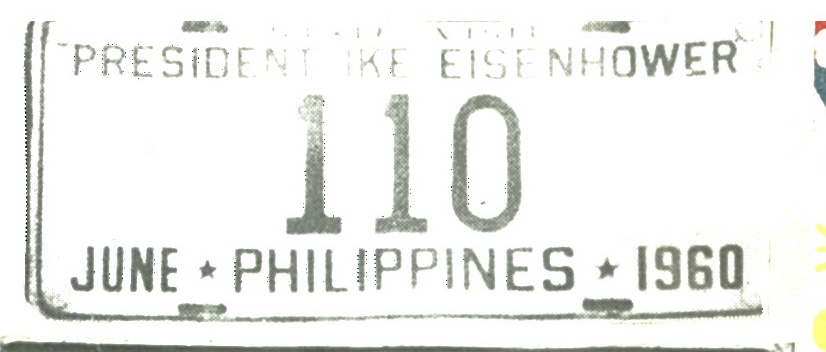 PRESIDENT IKE EISENHOWER
110
JUNE ★ PHILIPPINES ★ 1960